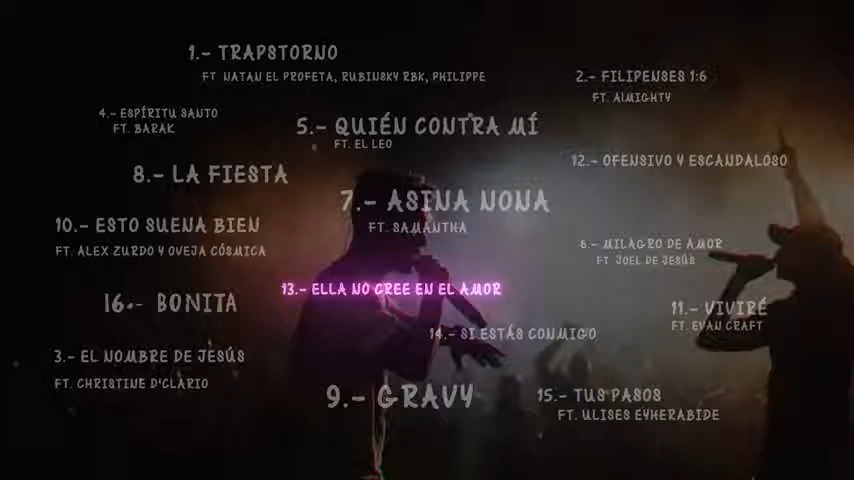 1.- TRAPSTORNO
FT NATAN EL PROFETA, RUBINSKY RBK, PHILIPPE
2.- FILIPENSES 1:6
FT. AlMIGHTY
4.- ESPÍRITU SANTO
FT. BARAK
5.- QUIÉN CONTRA MÍ
FT. EL LEO
12.- OFENSIVO Y ESCANDALOSO
8.- LA FIESTA
7.- ASINA NONA
FT. SAMANTHA
10.- ESTO SUENA BIEN
FT. ALEX ZURDO Y OVEJA CÓSMICA
6.- MILAGRO DE AMOR
FT. JOEL DE JESÚS
13.- ELLA NO CREE EN EL AMOR
16.- BONITA
11.- VIVIRÉ
FT. EVAN CRAFT
14.- SI ESTÁS CONMIGO
3.- EL NOMBRE DE JESÚS
FT. CHRISTINE D'CLARIO
9.- GRAVY
15.- TUS PASOS
FT. ULISES EYHERABIDE